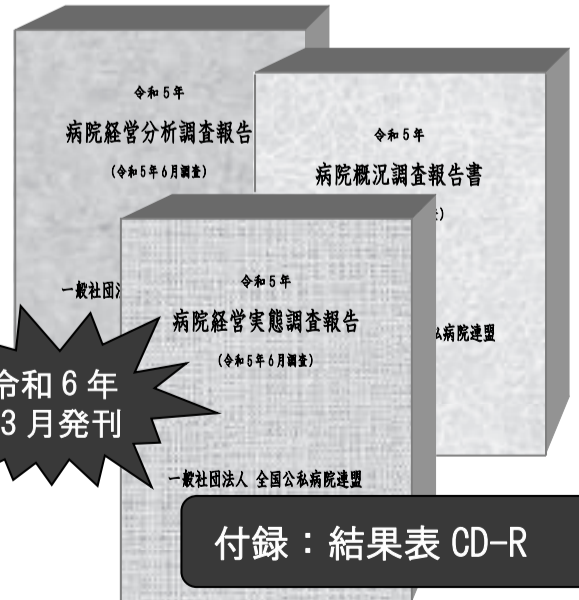 令和5年
病院経営分析調査報告
(令和5年6月調査)
一般社団法
令和5年
病院概況調査報告書
)
私病院連盟
令和5年
病院経営実態調査報告
(令和5年6月調査)
一般社団法人 全国公私病院連盟
令和6年
3月発刊
付録：結果表 CD-R